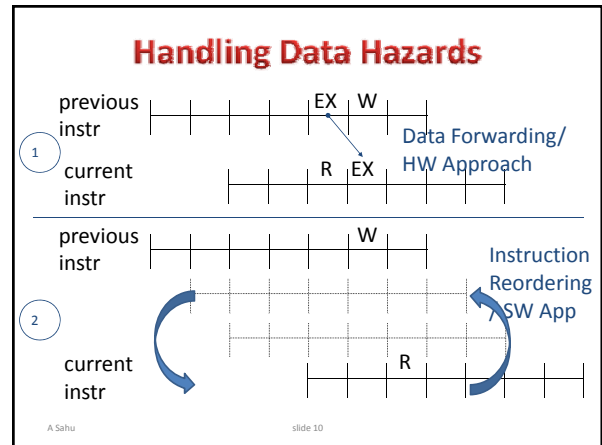 Handling Data Hazards
previous
instr
EX W
1
Data Forwarding/
HW Approach
current
instr
R EX
previous
instr
W
Instruction
Reordering
/ SW App
2
current
instr
R
A Sahu
slide 10